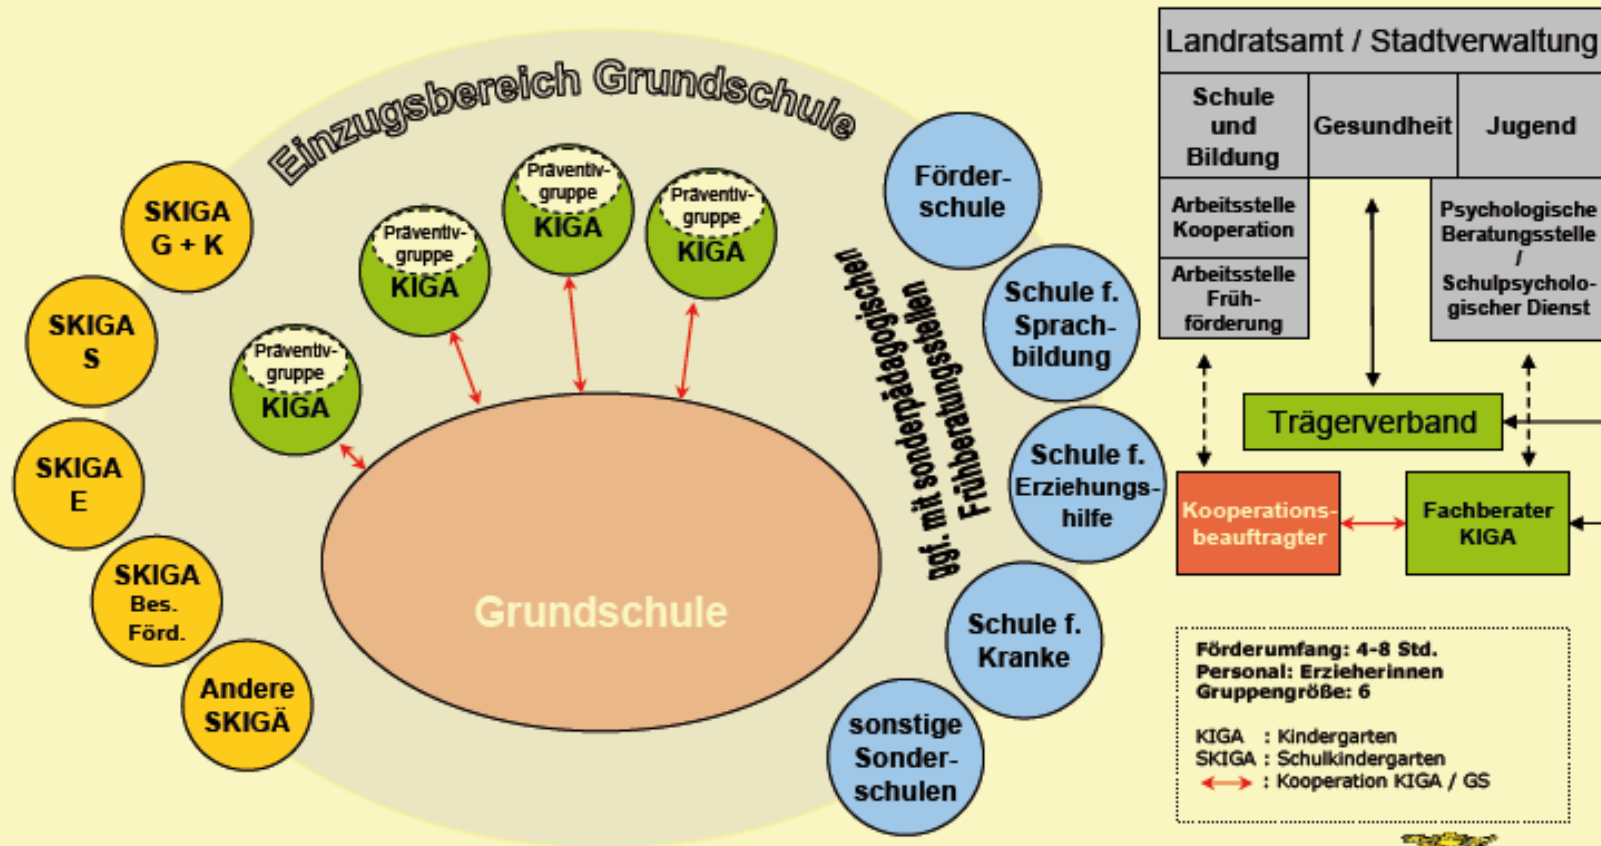 Einzugsbereich Grundschule
SKIGA
G + K
SKIGA
S
SKIGA
E
SKIGA
Bes.
Förd.
Andere
SKIGÄ
Präventiv-
gruppe
KIGA
Präventiv-
gruppe
KIGA
Präventiv-
gruppe
KIGA
Präventiv-
gruppe
KIGA
Grundschule
ggf. mit sonderpädagogischen
Frühberatungsstellen
Förder-
schule
Schule f.
Sprach-
bildung
Schule f.
Erziehungs-
hilfe
Schule f.
Kranke
sonstige
Sonder-
schulen
Landratsamt / Stadtverwaltung
Schule
und
Bildung
Gesundheit
Jugend
Arbeitsstelle
Kooperation
Arbeitsstelle
Früh-
förderung
Psychologische
Beratungsstelle
/
Schulpsycholo-
gischer Dienst
Trägerverband
Kooperations-
beauftragter
Fachberater
KIGA
Förderumfang: 4-8 Std.
Personal: Erzieherinnen
Gruppengröße: 6
KIGA : Kindergarten
SKIGA : Schulkindergarten
: Kooperation KIGA / GS